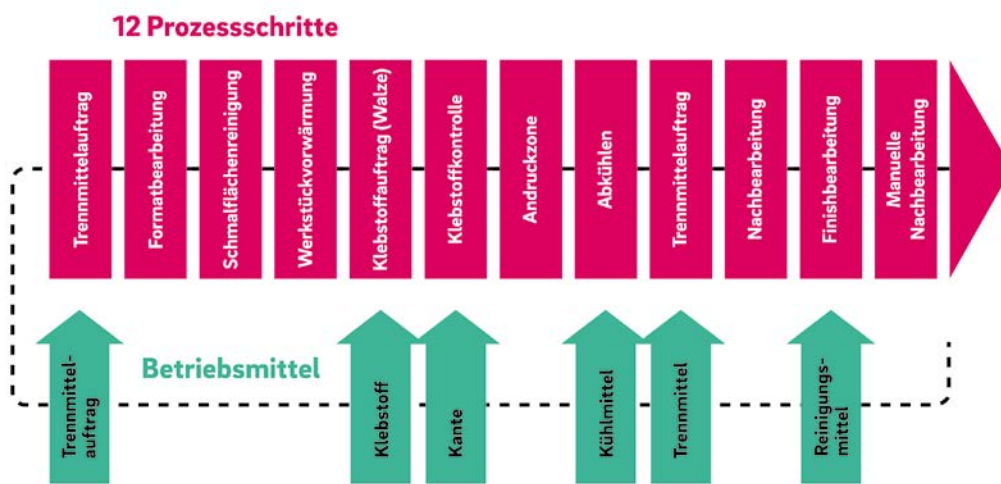 12 Prozessschritte
Trennmittelauftrag
Formatbearbeitung
Schmalflächenreinigung
Werkstückvorwärmung
Klebstoffauftrag (Walze)
Klebstoffkontrolle
Andruckzone
Abkühlen
Trennmittelauftrag
Nachbearbeitung
Finishbearbeitung
Manuelle
Nachbearbeitung
Betriebsmittel
Trennmittel-
auftrag
Klebstoff
Kante
Kühlmittel
Trennmittel
Reinigungs-
mittel